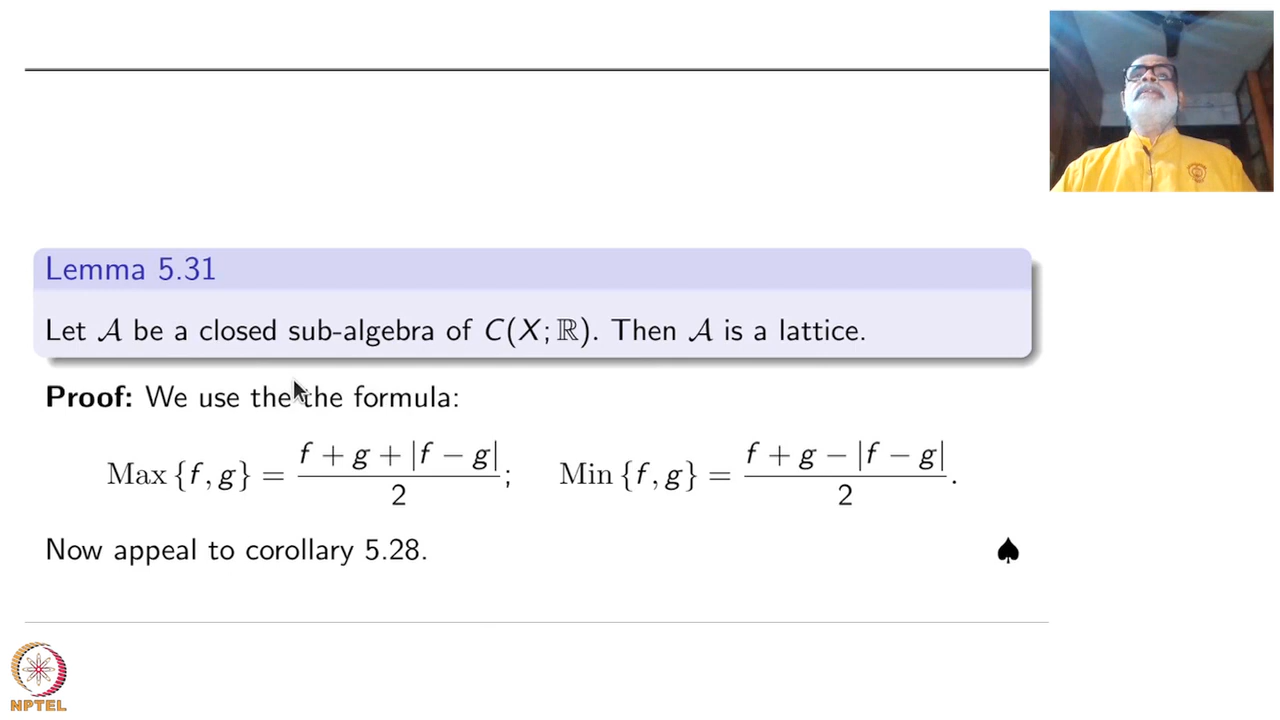 Lemma 5.31
Let 𝒜 be a closed sub-algebra of C(X; ℝ). Then 𝒜 is a lattice.
Proof: We use the the formula:
Max {f, g} = (f + g + |f − g|)/2; Min {f, g} = (f + g − |f − g|)/2.
Now appeal to corollary 5.28. ♠
NPTEL